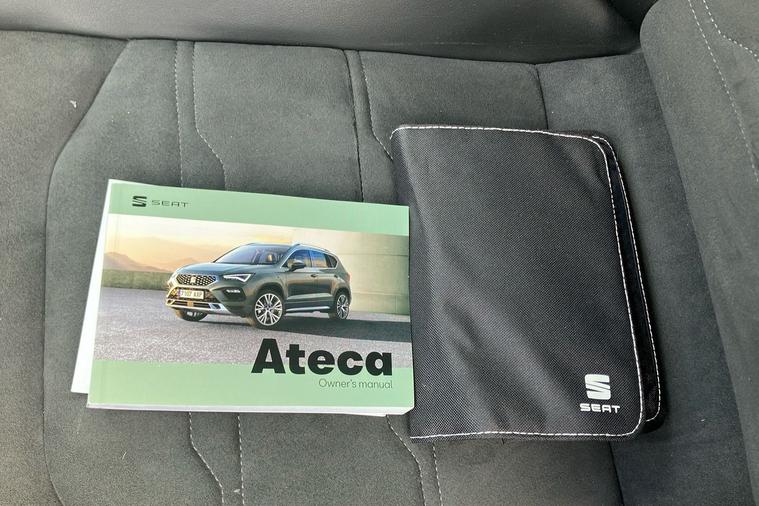 SEAT
Ateca
Owner's manual
SEAT